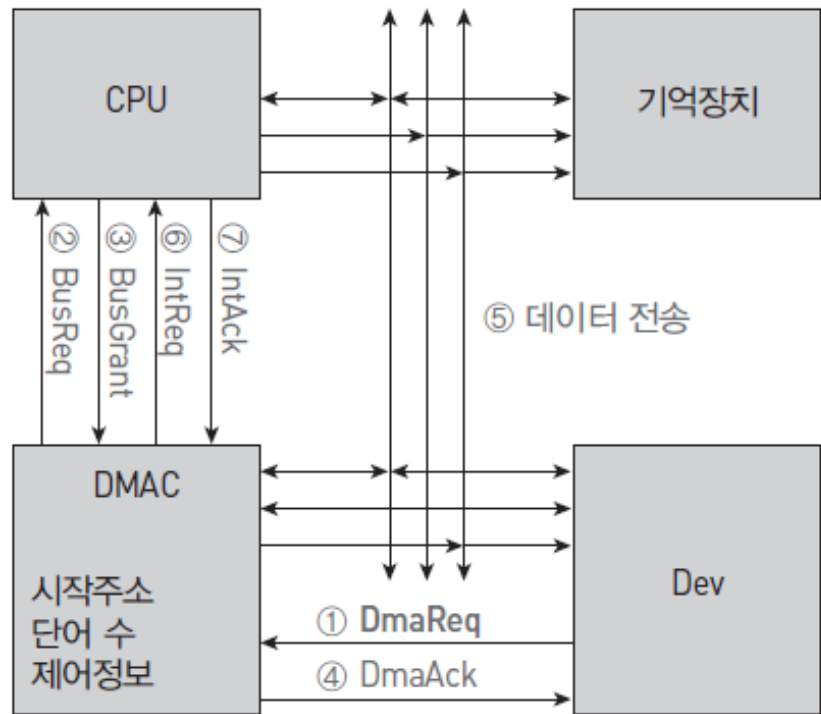 CPU
기억장치
② BusReq
③ BusGrant
⑥ IntReq
⑦ IntAck
⑤ 데이터 전송
DMAC
시작주소
단어 수
제어정보
Dev
① DmaReq
④ DmaAck